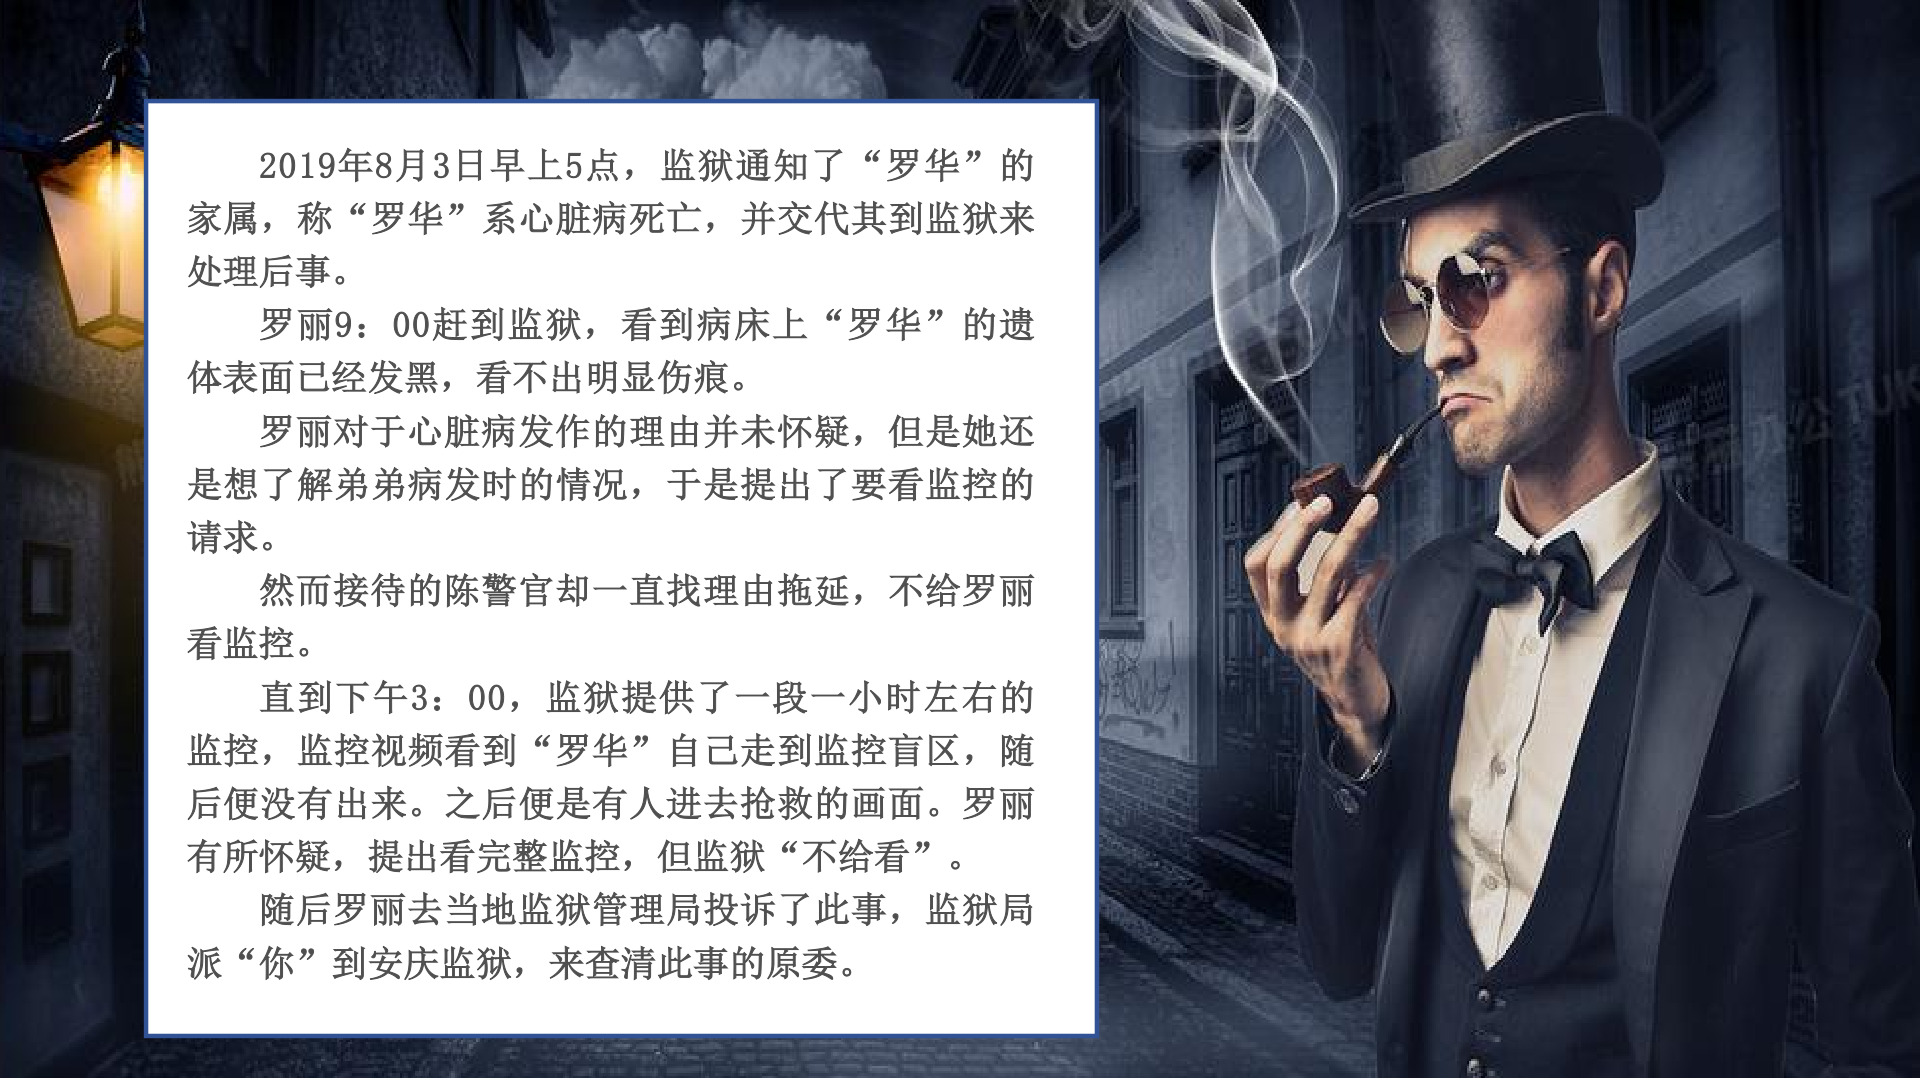 2019年8月3日早上5点，监狱通知了“罗华”的
家属，称“罗华”系心脏病死亡，并交代其到监狱来
处理后事。
罗丽9：00赶到监狱，看到病床上“罗华”的遗
体表面已经发黑，看不出明显伤痕。
罗丽对于心脏病发作的理由并未怀疑，但是她还
是想了解弟弟病发时的情况，于是提出了要看监控的
请求。
然而接待的陈警官却一直找理由拖延，不给罗丽
看监控。
直到下午3：00，监狱提供了一段一小时左右的
监控，监控视频看到“罗华”自己走到监控盲区，随
后便没有出来。之后便是有人进去抢救的画面。罗丽
有所怀疑，提出看完整监控，但监狱“不给看”。
随后罗丽去当地监狱管理局投诉了此事，监狱局
派“你”到安庆监狱，来查清此事的原委。